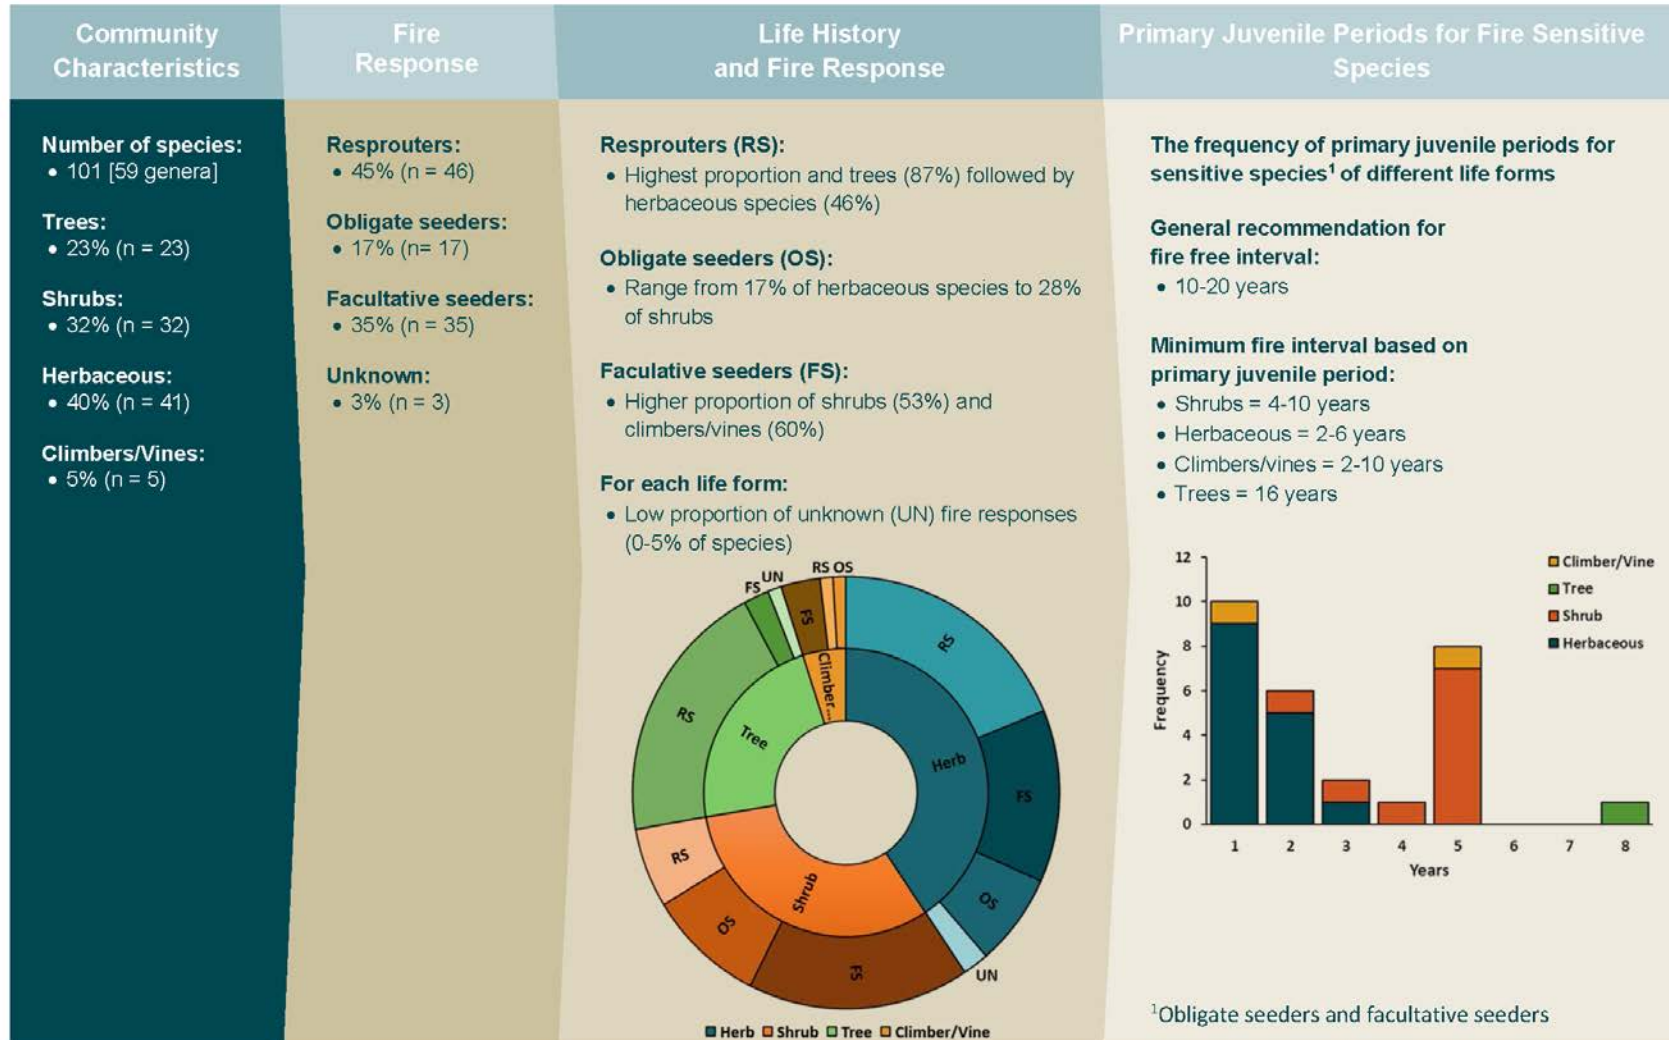 Community
Characteristics
Number of species:
• 101 [59 genera]
Trees:
• 23% (n = 23)
Shrubs:
• 32% (n = 32)
Herbaceous:
• 40% (n = 41)
Climbers/Vines:
• 5% (n = 5)
Fire
Response
Resprouters:
• 45% (n = 46)
Obligate seeders:
• 17% (n= 17)
Facultative seeders:
• 35% (n = 35)
Unknown:
• 3% (n = 3)
Life History
and Fire Response
Resprouters (RS):
• Highest proportion and trees (87%) followed by
herbaceous species (46%)
Obligate seeders (OS):
• Range from 17% of herbaceous species to 28%
of shrubs
Faculative seeders (FS):
• Higher proportion of shrubs (53%) and
climbers/vines (60%)
For each life form:
• Low proportion of unknown (UN) fire responses
(0-5% of species)
FS
UN
FS
RS
OS
RS
RS
Climber...
Tree
Herb
FS
RS
Shrub
OS
OS
FS
UN
Herb
Shrub
Tree
Climber/Vine
Primary Juvenile Periods for Fire Sensitive
Species
The frequency of primary juvenile periods for
sensitive species1 of different life forms
General recommendation for
fire free interval:
• 10-20 years
Minimum fire interval based on
primary juvenile period:
• Shrubs = 4-10 years
• Herbaceous = 2-6 years
• Climbers/vines = 2-10 years
• Trees = 16 years
Frequency
12
10
8
6
4
2
0
1 2 3 4 5 6 7 8
Years
Climber/Vine
Tree
Shrub
Herbaceous
1Obligate seeders and facultative seeders